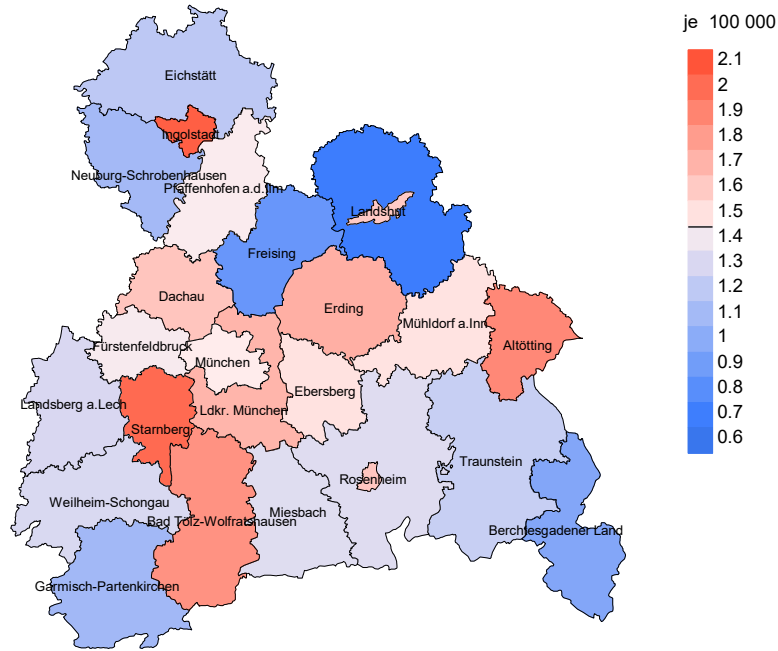 je 100 000
2.1
2
1.9
1.8
1.7
1.6
1.5
1.4
1.3
1.2
1.1
1
0.9
0.8
0.7
0.6
Eichstätt
Ingolstadt
Neuburg-Schrobenhausen
Pfaffenhofen a.d.Ilm
Landshut
Freising
Dachau
Erding
Mühldorf a.Inn
Altötting
Fürstenfeldbruck
München
Ebersberg
Landsberg a.Lech
Ldkr. München
Starnberg
Traunstein
Rosenheim
Weilheim-Schongau
Miesbach
Bad Tölz-Wolfratshausen
Berchtesgadener Land
Garmisch-Partenkirchen